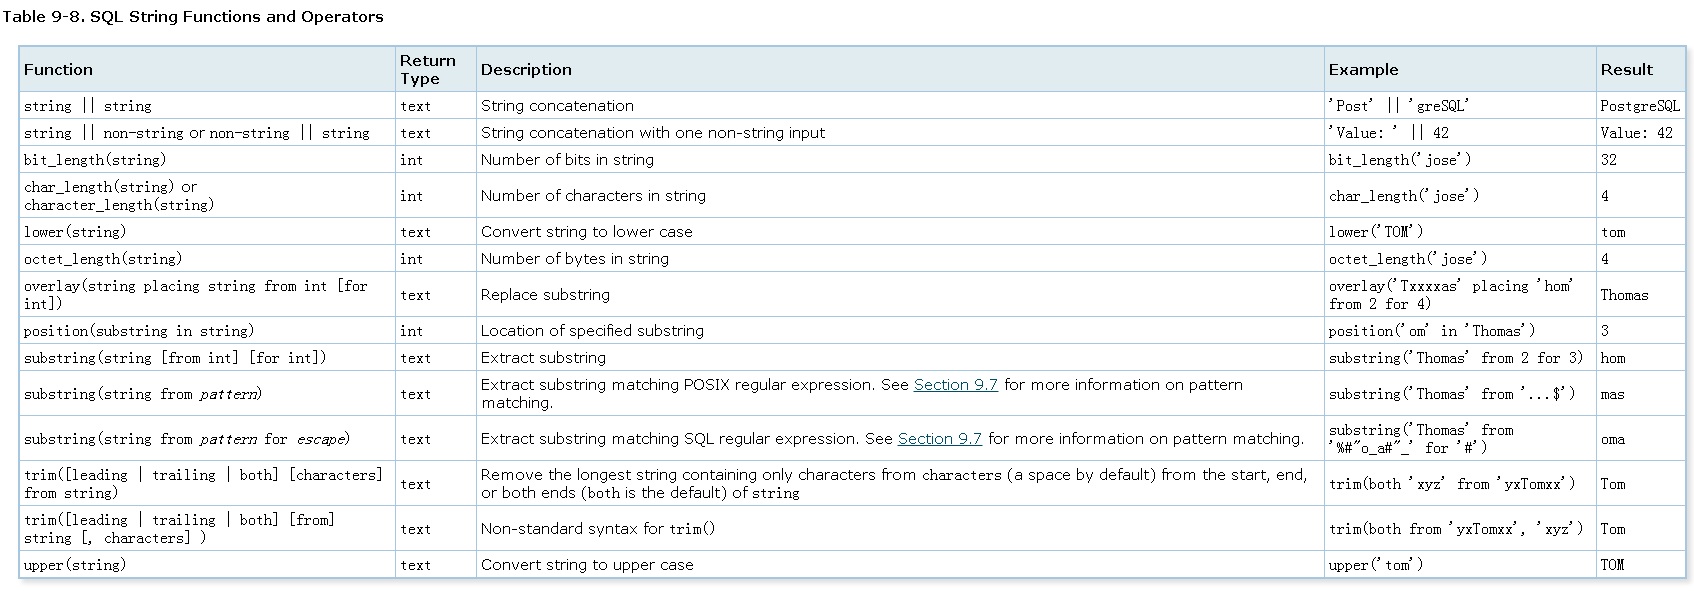 Table 9-8. SQL String Functions and Operators
Function Return Type Description Example Result
string || string text String concatenation 'Post' || 'greSQL' PostgreSQL
string || non-string or non-string || string text String concatenation with one non-string input 'Value: ' || 42 Value: 42
bit_length(string) int Number of bits in string bit_length('jose') 32
char_length(string) or
character_length(string) int Number of characters in string char_length('jose') 4
lower(string) text Convert string to lower case lower('TOM') tom
octet_length(string) int Number of bytes in string octet_length('jose') 4
overlay(string placing string from int [for
int]) text Replace substring overlay('Txxxxas' placing 'hom'
from 2 for 4) Thomas
position(substring in string) int Location of specified substring position('om' in 'Thomas') 3
substring(string [from int] [for int]) text Extract substring substring('Thomas' from 2 for 3) hom
substring(string from pattern) text Extract substring matching POSIX regular expression. See Section 9.7 for more information on pattern
matching. substring('Thomas' from '...$') mas
substring(string from pattern for escape) text Extract substring matching SQL regular expression. See Section 9.7 for more information on pattern matching. substring('Thomas' from
'%#"o_a#"_' for '#') oma
trim([leading | trailing | both] [characters]
from string) text Remove the longest string containing only characters from characters (a space by default) from the start, end,
or both ends (both is the default) of string trim(both 'xyz' from 'yxTomxx') Tom
trim([leading | trailing | both] [from]
string [, characters] ) text Non-standard syntax for trim() trim(both from 'yxTomxx', 'xyz') Tom
upper(string) text Convert string to upper case upper('tom') TOM